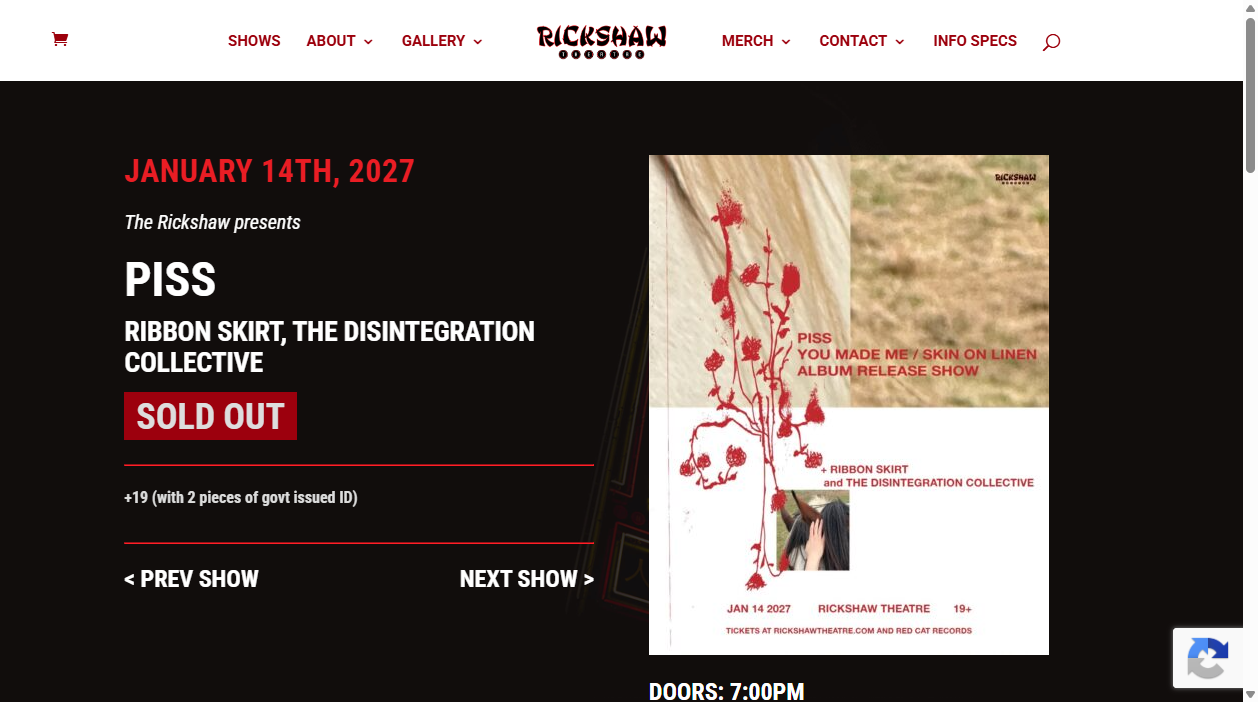 SHOWS
ABOUT
GALLERY
RICKSHAW
THEATRE
MERCH
CONTACT
INFO SPECS
JANUARY 14TH, 2027
The Rickshaw presents
PISS
RIBBON SKIRT, THE DISINTEGRATION
COLLECTIVE
SOLD OUT
+19 (with 2 pieces of govt issued ID)
< PREV SHOW
NEXT SHOW >
RICKSHAW
PISS
YOU MADE ME / SKIN ON LINEN
ALBUM RELEASE SHOW
+ RIBBON SKIRT
and THE DISINTEGRATION COLLECTIVE
JAN 14 2027 RICKSHAW THEATRE 19+
TICKETS AT RICKSHAWTHEATRE.COM AND RED CAT RECORDS
DOORS: 7:00PM